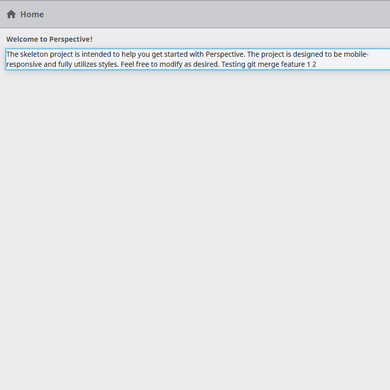 Home
Welcome to Perspective!
The skeleton project is intended to help you get started with Perspective. The project is designed to be mobile-
responsive and fully utilizes styles. Feel free to modify as desired. Testing git merge feature 1 2